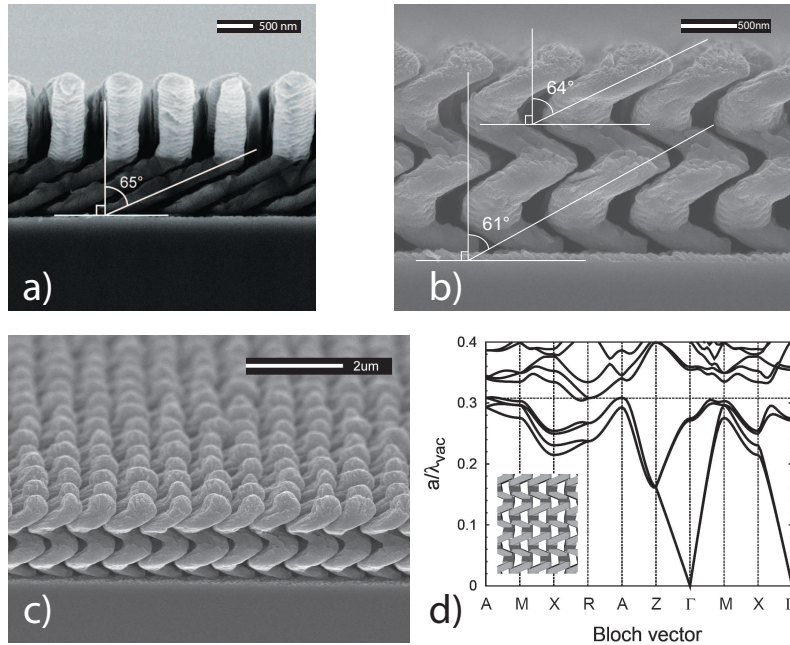 500 nm
65°
a)
500nm
64°
61°
b)
2um
c)
0.4
0.3
0.2
0.1
0
a/λvac
A M X R A Z Γ M X Γ
Bloch vector
d)